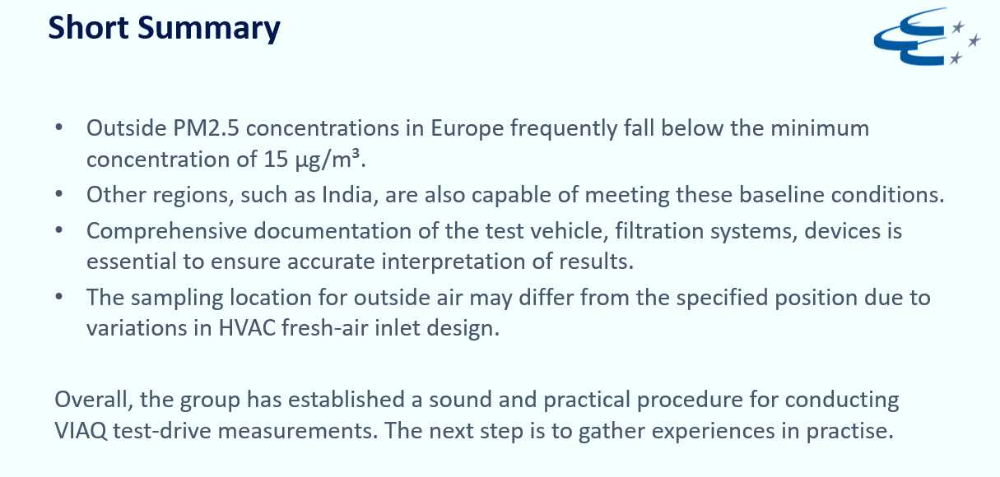 Short Summary
• Outside PM2.5 concentrations in Europe frequently fall below the minimum
concentration of 15 µg/m³.
• Other regions, such as India, are also capable of meeting these baseline conditions.
• Comprehensive documentation of the test vehicle, filtration systems, devices is
essential to ensure accurate interpretation of results.
• The sampling location for outside air may differ from the specified position due to
variations in HVAC fresh-air inlet design.
Overall, the group has established a sound and practical procedure for conducting
VIAQ test-drive measurements. The next step is to gather experiences in practise.